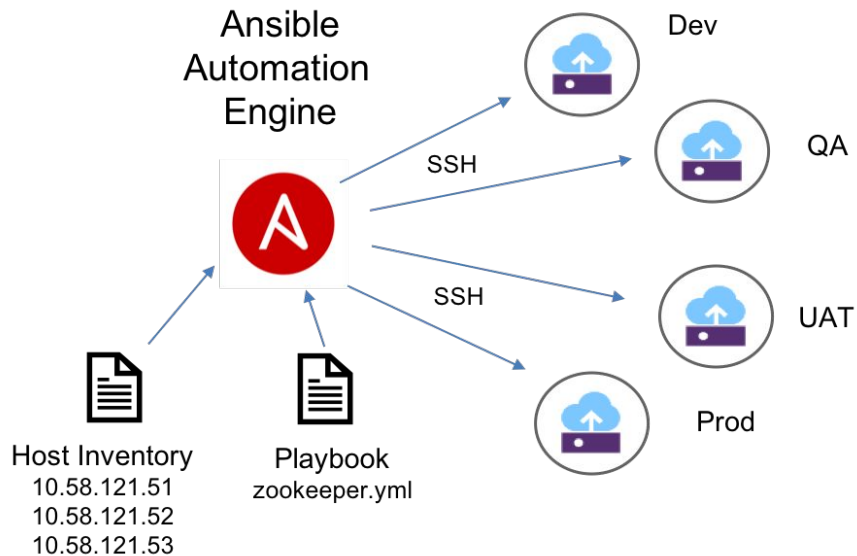 Ansible
Automation
Engine
Dev
SSH
QA
SSH
UAT
Prod
Host Inventory
10.58.121.51
10.58.121.52
10.58.121.53
Playbook
zookeeper.yml